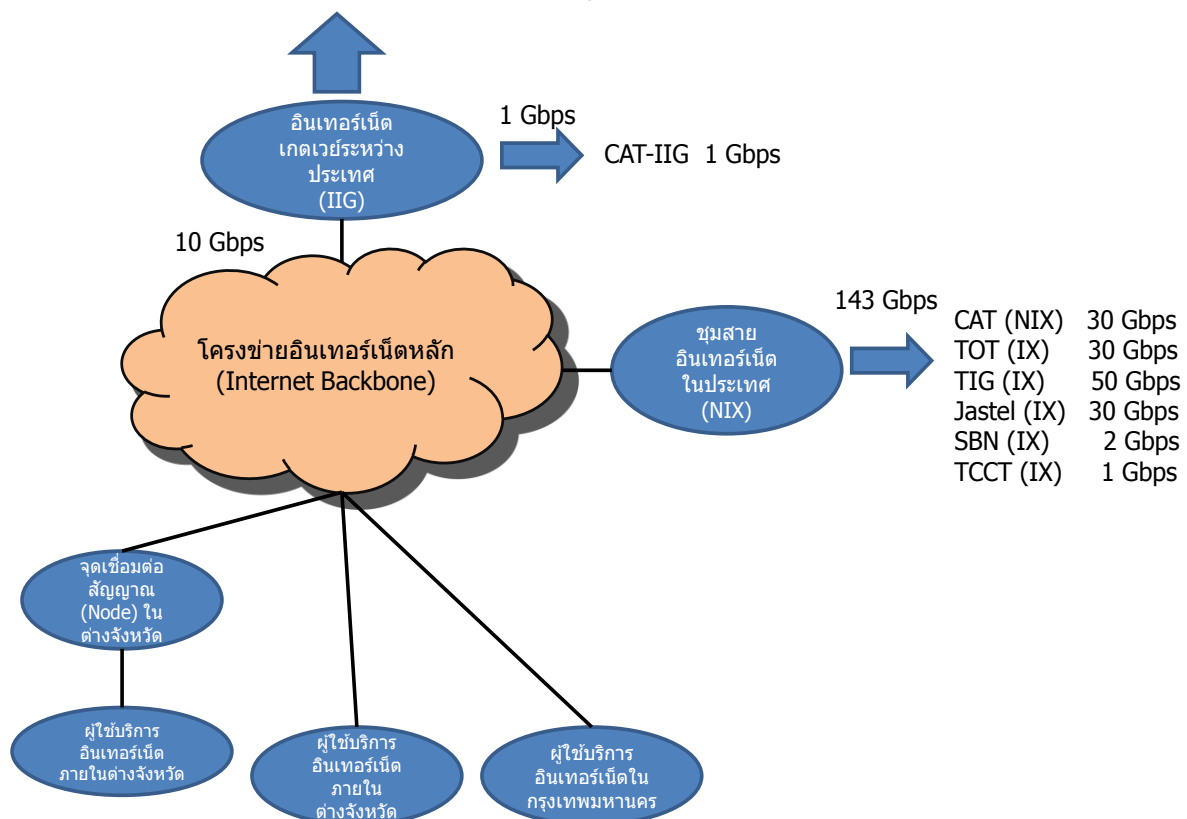 อินเทอร์เน็ต
เกตเวย์ระหว่าง
ประเทศ
(IIG)
1 Gbps
CAT-IIG 1 Gbps
10 Gbps
โครงข่ายอินเทอร์เน็ตหลัก
(Internet Backbone)
ชุมสาย
อินเทอร์เน็ต
ในประเทศ
(NIX)
143 Gbps
CAT (NIX) 30 Gbps
TOT (IX) 30 Gbps
TIG (IX) 50 Gbps
Jastel (IX) 30 Gbps
SBN (IX) 2 Gbps
TCCT (IX) 1 Gbps
จุดเชื่อมต่อ
สัญญาณ
(Node) ใน
ต่างจังหวัด
ผู้ใช้บริการ
อินเทอร์เน็ต
ภายในต่างจังหวัด
ผู้ใช้บริการ
อินเทอร์เน็ต
ภายใน
ต่างจังหวัด
ผู้ใช้บริการ
อินเทอร์เน็ตใน
กรุงเทพมหานคร